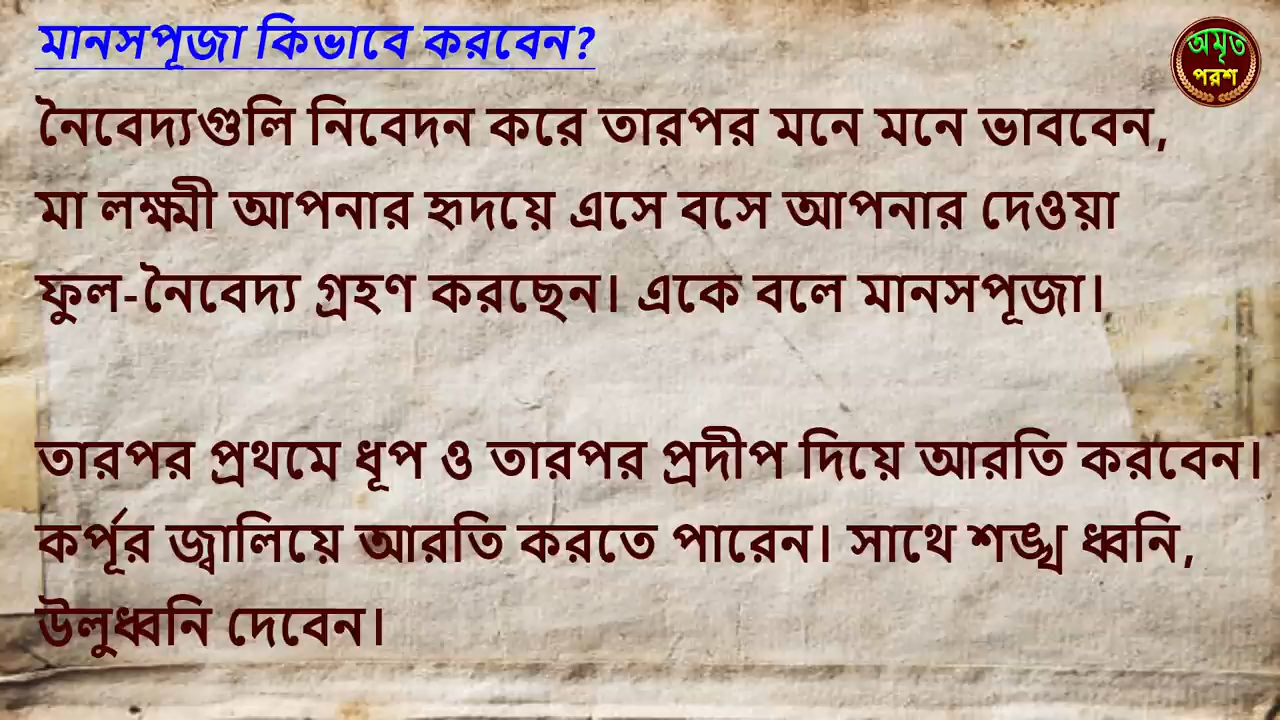 মানসপূজা কিভাবে করবেন?
অমৃত
পরশ
নৈবেদ্যগুলি নিবেদন করে তারপর মনে মনে ভাববেন,
মা লক্ষ্মী আপনার হৃদয়ে এসে বসে আপনার দেওয়া
ফুল-নৈবেদ্য গ্রহণ করছেন। একে বলে মানসপূজা।
তারপর প্রথমে ধূপ ও তারপর প্রদীপ দিয়ে আরতি করবেন।
কর্পূর জ্বালিয়ে আরতি করতে পারেন। সাথে শঙ্খ ধ্বনি,
উলুধ্বনি দেবেন।